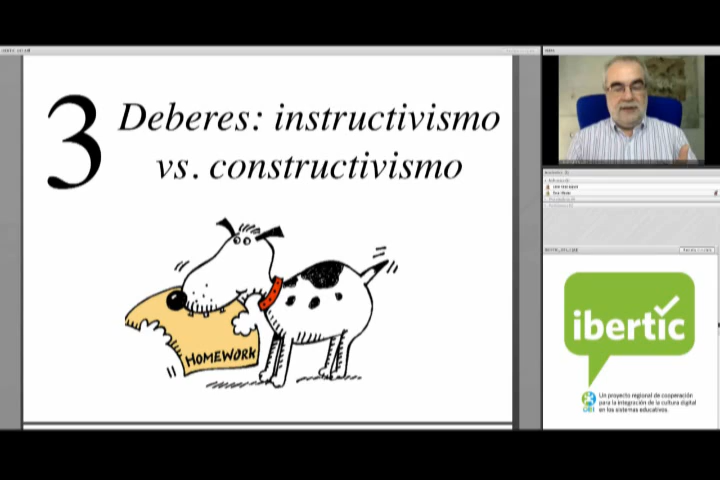 3
Deberes: instructivismo
vs. constructivismo
HOMEWORK
ibertic
Un proyecto regional de cooperación
para la integración de la cultura digital
en los sistemas educativos.